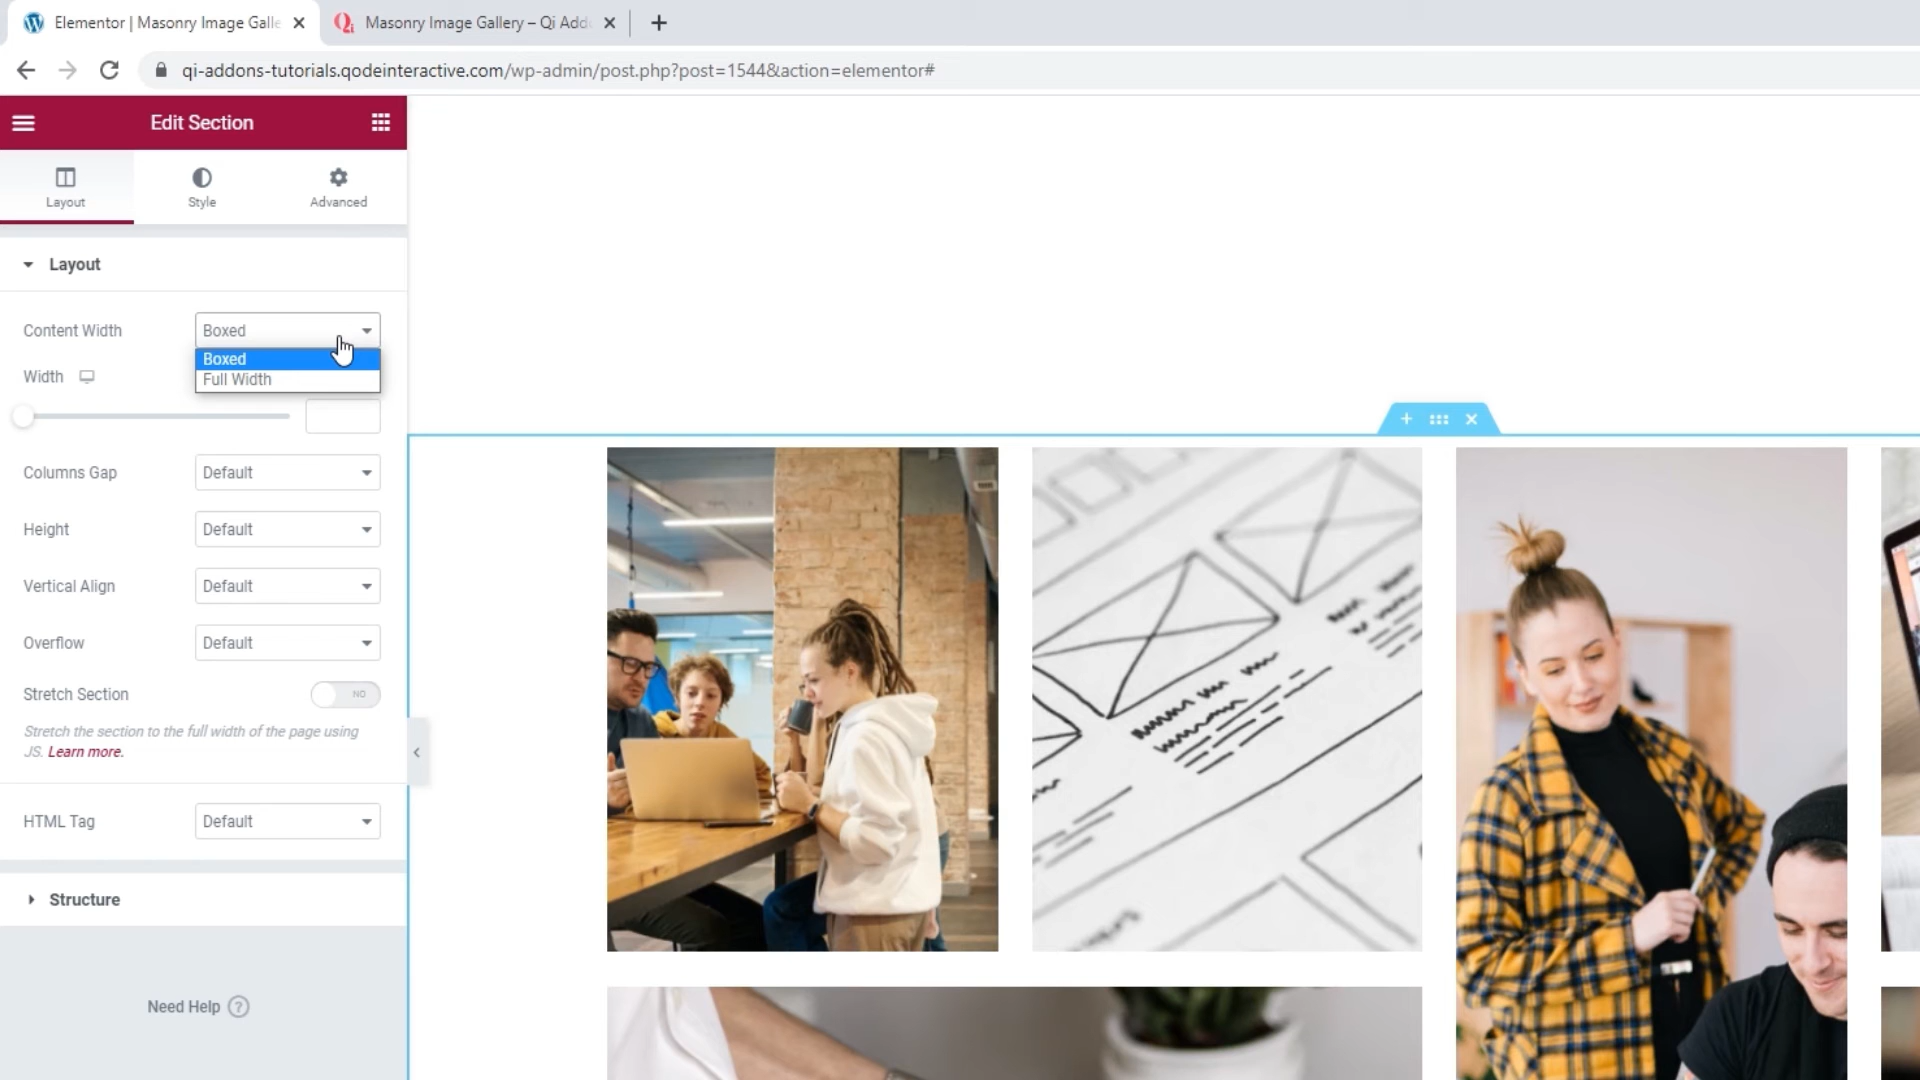 Elementor | Masonry Image Galle
Masonry Image Gallery – Qi Add
qi-addons-tutorials.qodeinteractive.com/wp-admin/post.php?post=1544&action=elementor#
Edit Section
Layout
Style
Advanced
Layout
Content Width
Boxed
Boxed
Full Width
Width
Columns Gap
Default
Height
Default
Vertical Align
Default
Overflow
Default
Stretch Section
NO
Stretch the section to the full width of the page using
JS. Learn more.
HTML Tag
Default
Structure
Need Help ?